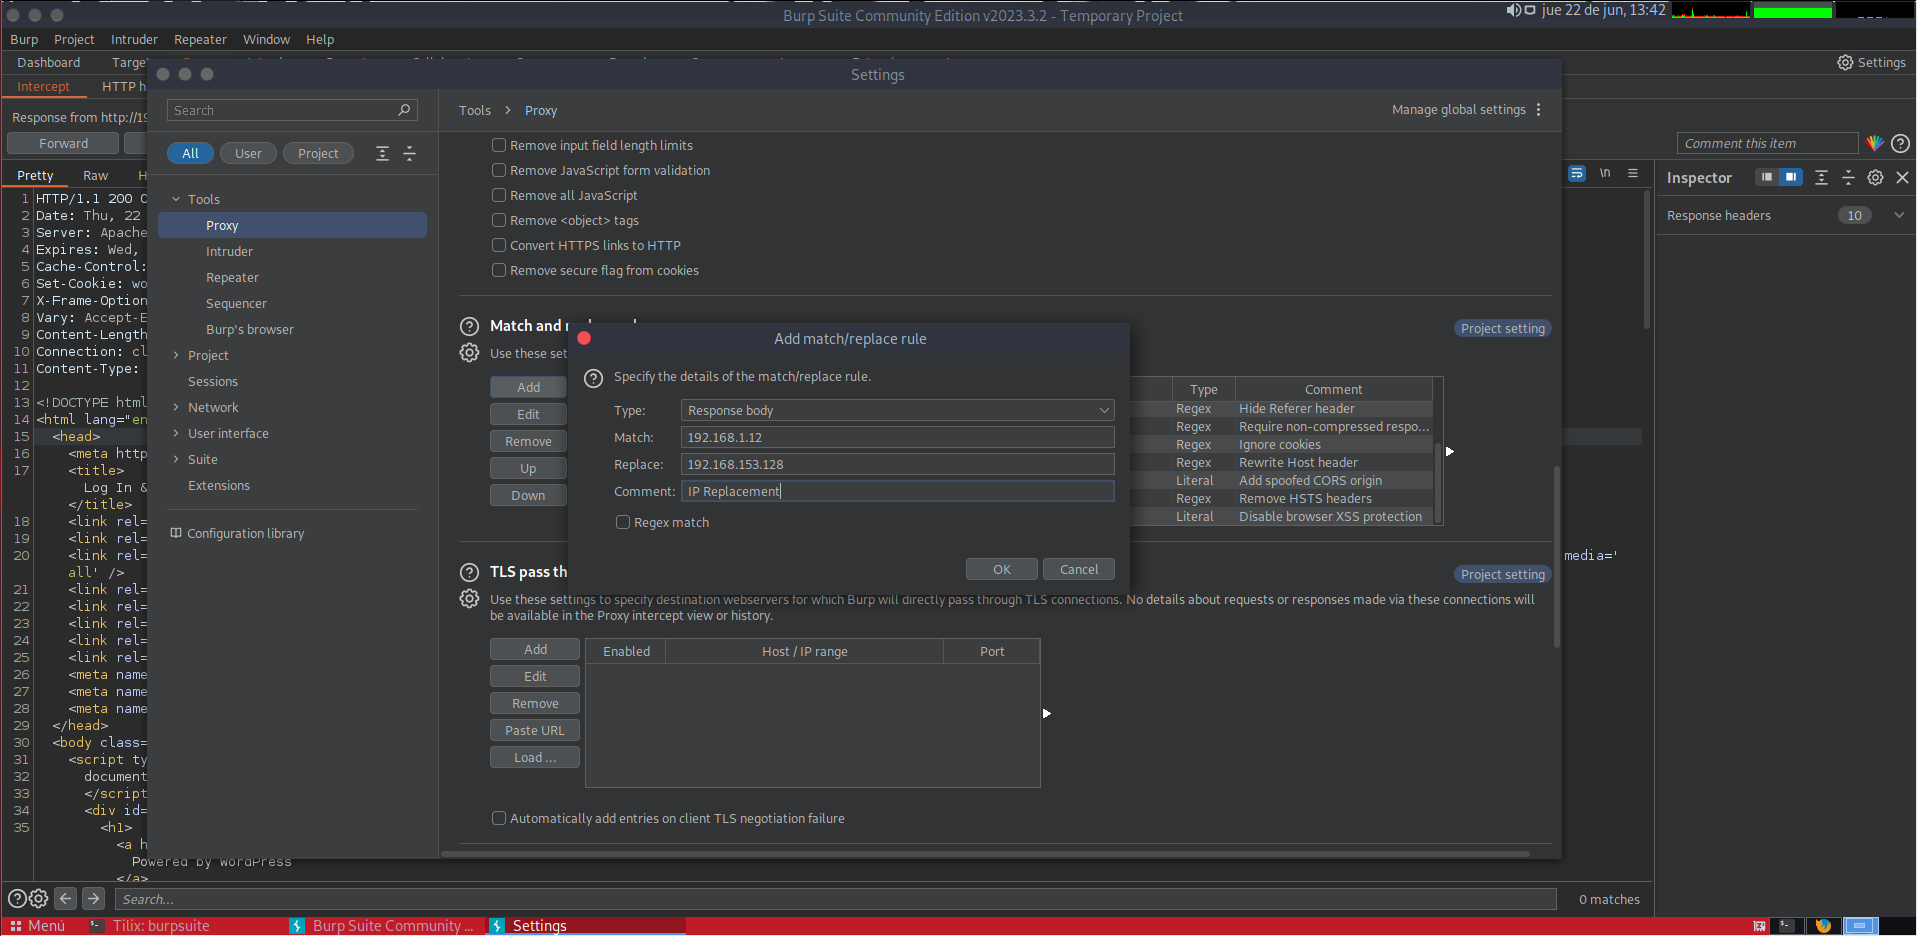 Burp Suite Community Edition v2023.3.2 - Temporary Project
jue 22 de jun, 13:42
Burp Project Intruder Repeater Window Help
Dashboard
Settings
Settings
Intercept
HTTP h
Search
Tools > Proxy
Manage global settings
Response from http://19
Forward
All User Project
Comment this item
Remove input field length limits
Remove JavaScript form validation
Remove all JavaScript
Remove <object> tags
Convert HTTPS links to HTTP
Remove secure flag from cookies
Pretty Raw H
\n
Inspector
Response headers 10
Tools
Proxy
Intruder
Repeater
Sequencer
Burp's browser
Project
Sessions
Network
User interface
Suite
Extensions
Configuration library
1 HTTP/1.1 200 O
2 Date: Thu, 22
3 Server: Apache
4 Expires: Wed,
5 Cache-Control:
6 Set-Cookie: wo
7 X-Frame-Option
8 Vary: Accept-E
9 Content-Length
10 Connection: cl
11 Content-Type:
12
13 <!DOCTYPE html
14 <html lang="en
15 <head>
16 <meta http
17 <title>
Log In &
</title>
18 <link rel=
19 <link rel=
20 <link rel=
media='
all' />
21 <link rel=
22 <link rel=
23 <link rel=
24 <link rel=
25 <link rel=
26 <meta name
27 <meta name
28 <meta name
29 </head>
30 <body class=
31 <script ty
32 document
33 </script
34 <div id=
35 <h1>
<a h
Powered by WordPress
</a>
Match and
Project setting
Use these set
Add
Edit
Remove
Up
Down
Type Comment
Regex Hide Referer header
Regex Require non-compressed respo...
Regex Ignore cookies
Regex Rewrite Host header
Literal Add spoofed CORS origin
Regex Remove HSTS headers
Literal Disable browser XSS protection
Add match/replace rule
Specify the details of the match/replace rule.
Type: Response body
Match: 192.168.1.12
Replace: 192.168.153.128
Comment: IP Replacement
Regex match
OK Cancel
TLS pass th
Project setting
Use these settings to specify destination webservers for which Burp will directly pass through TLS connections. No details about requests or responses made via these connections will
be available in the Proxy intercept view or history.
Add
Edit
Remove
Paste URL
Load ...
Enabled Host / IP range Port
Automatically add entries on client TLS negotiation failure
Search...
0 matches
Menú
Tilix: burpsuite
Burp Suite Community ...
Settings